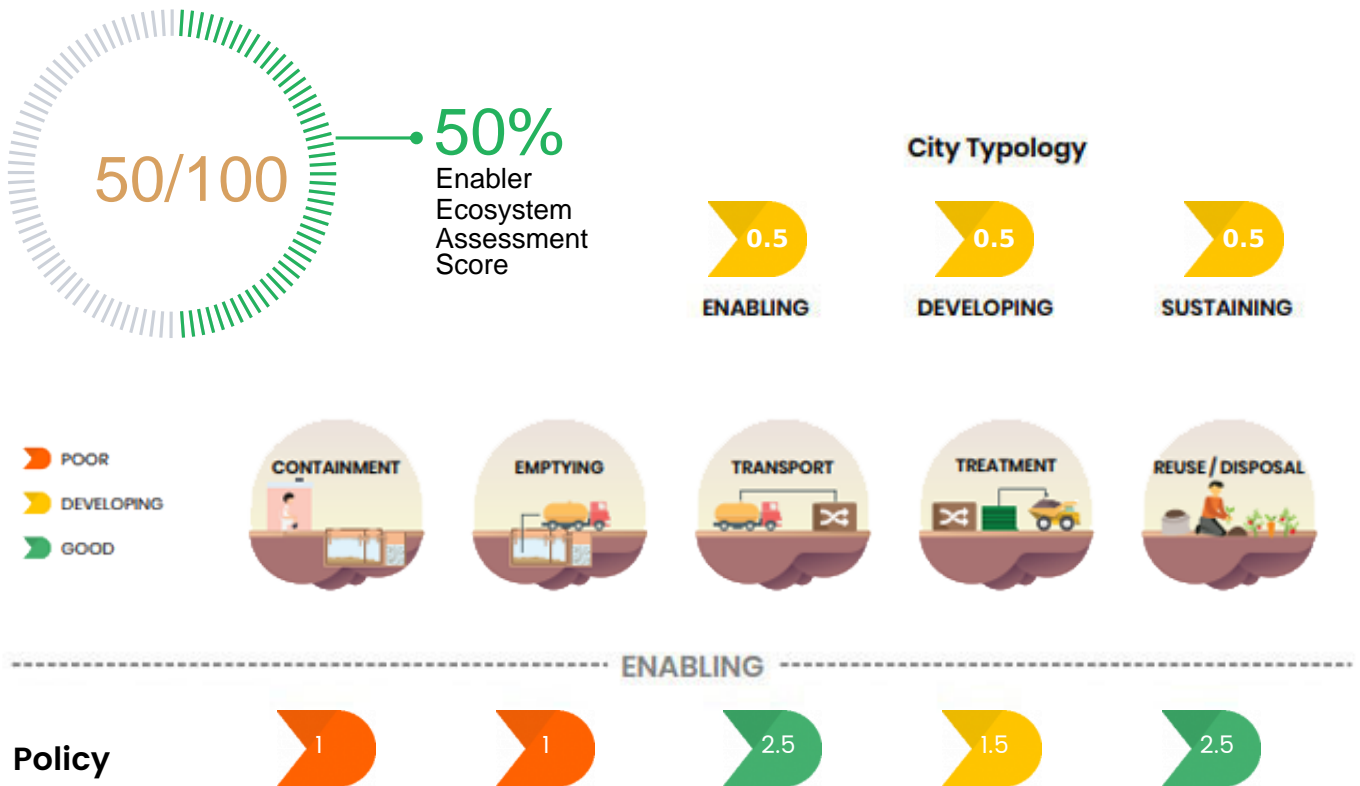 50/100
50%
Enabler
Ecosystem
Assessment
Score
City Typology
0.5
0.5
0.5
ENABLING
DEVELOPING
SUSTAINING
POOR
DEVELOPING
GOOD
CONTAINMENT
EMPTYING
TRANSPORT
TREATMENT
REUSE / DISPOSAL
ENABLING
Policy
1
1
2.5
1.5
2.5